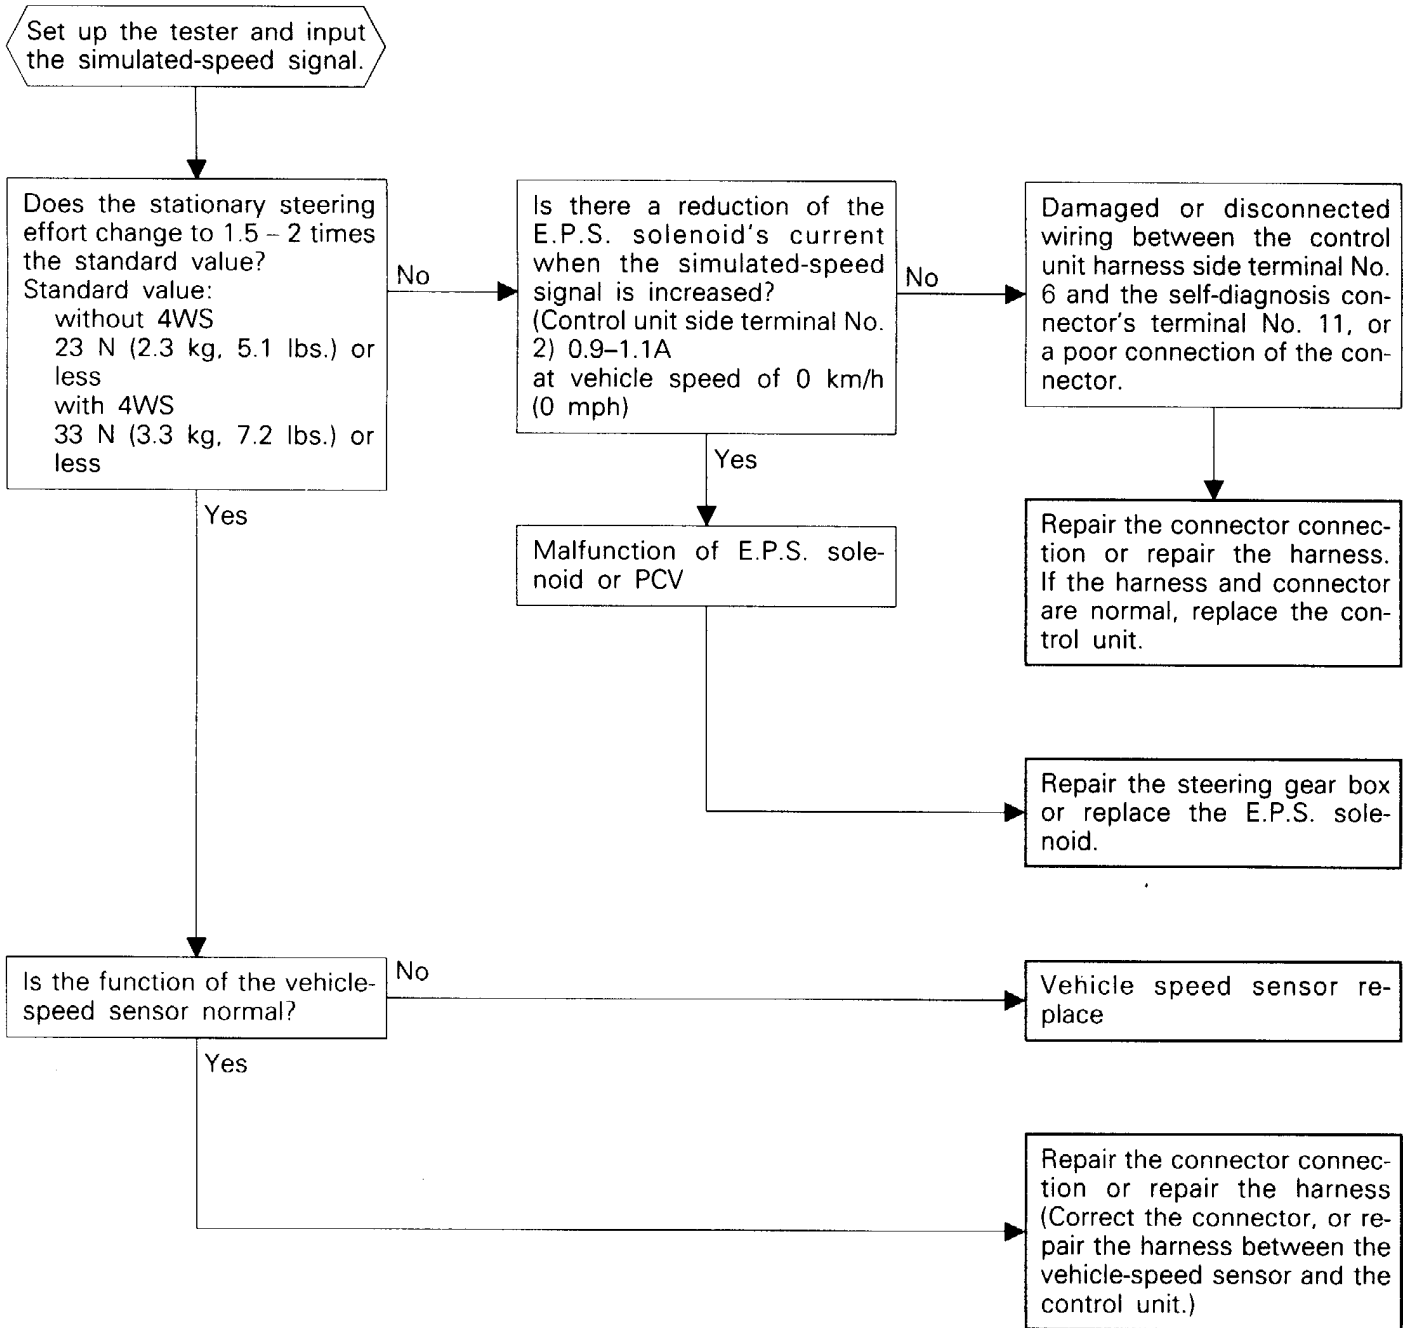 Set up the tester and input
the simulated-speed signal.
Does the stationary steering
effort change to 1.5 – 2 times
the standard value?
Standard value:
without 4WS
23 N (2.3 kg, 5.1 lbs.) or
less
with 4WS
33 N (3.3 kg, 7.2 lbs.) or
less
No
Is there a reduction of the
E.P.S. solenoid's current
when the simulated-speed
signal is increased?
(Control unit side terminal No.
2) 0.9–1.1A
at vehicle speed of 0 km/h
(0 mph)
No
Damaged or disconnected
wiring between the control
unit harness side terminal No.
6 and the self-diagnosis con-
nector's terminal No. 11, or
a poor connection of the con-
nector.
Yes
Yes
Malfunction of E.P.S. sole-
noid or PCV
Repair the connector connec-
tion or repair the harness.
If the harness and connector
are normal, replace the con-
trol unit.
Repair the steering gear box
or replace the E.P.S. sole-
noid.
Is the function of the vehicle-
speed sensor normal?
No
Vehicle speed sensor re-
place
Yes
Repair the connector connec-
tion or repair the harness
(Correct the connector, or re-
pair the harness between the
vehicle-speed sensor and the
control unit.)